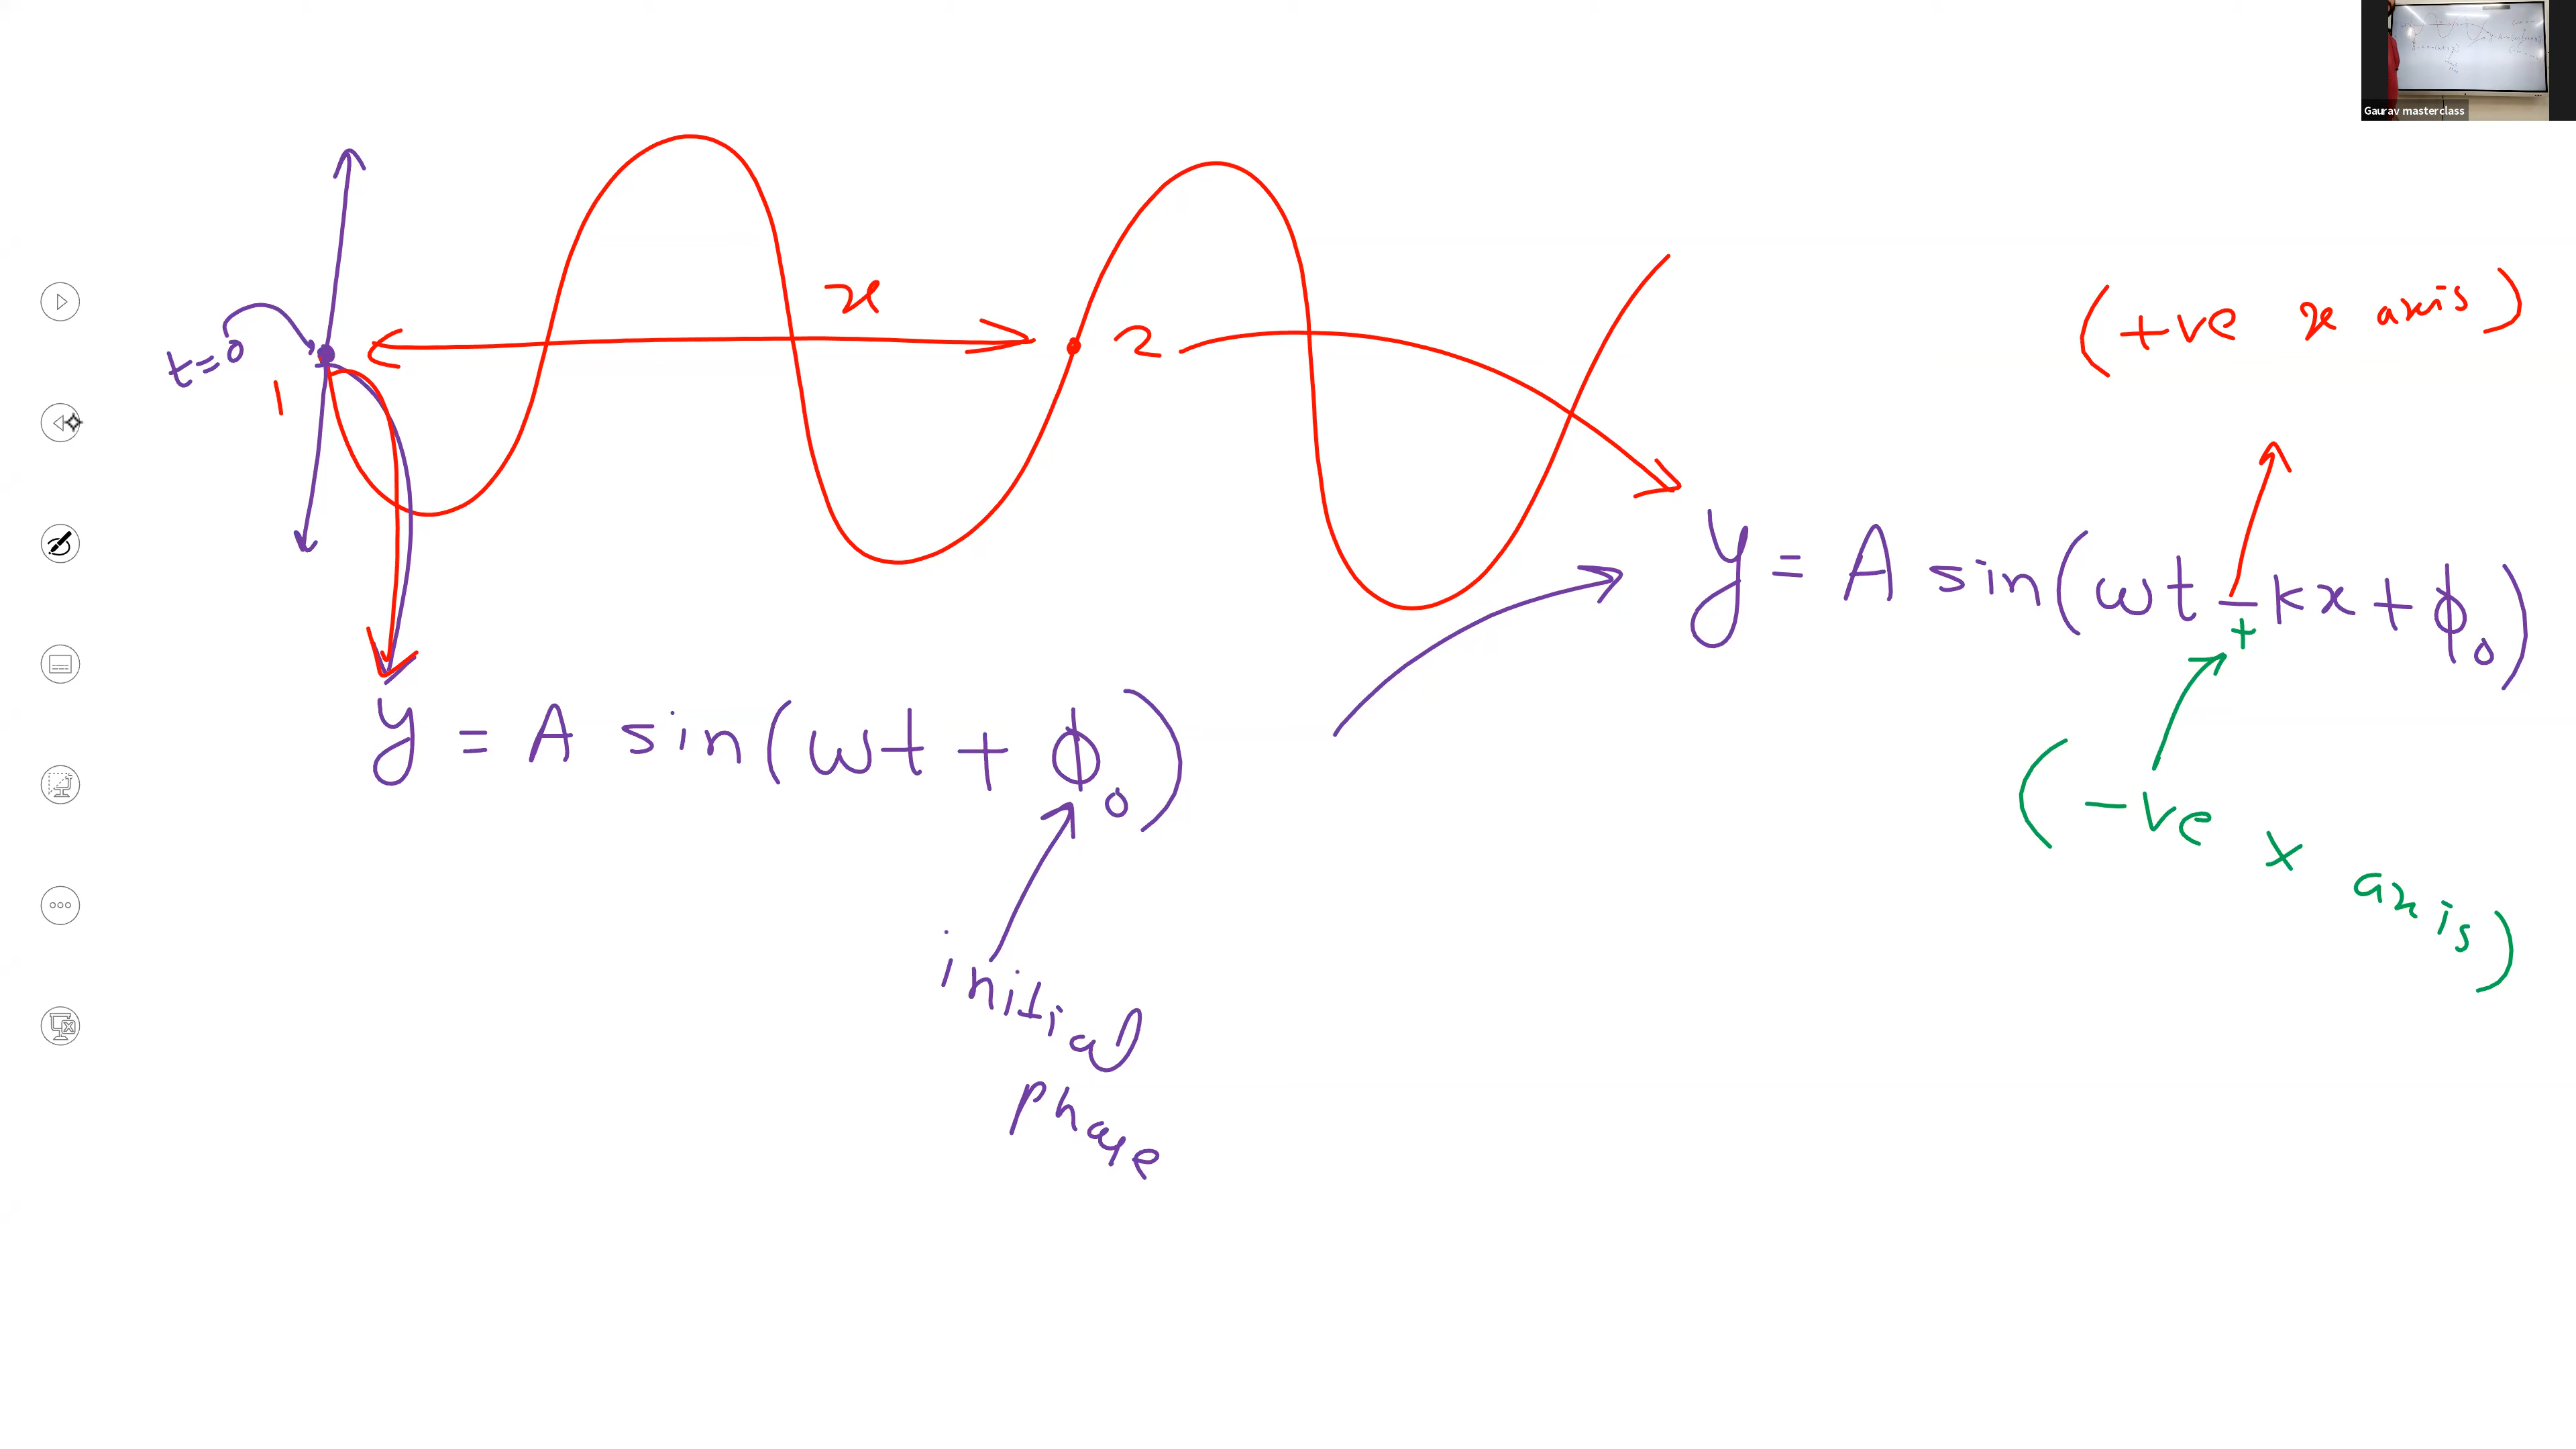 Gaurav masterclass
t=0
1
x
2
(+ve x axis)
y = A sin(ωt - kx + ϕ₀)
+
(-ve x axis)
y = A sin(ωt + ϕ₀)
initial
phase